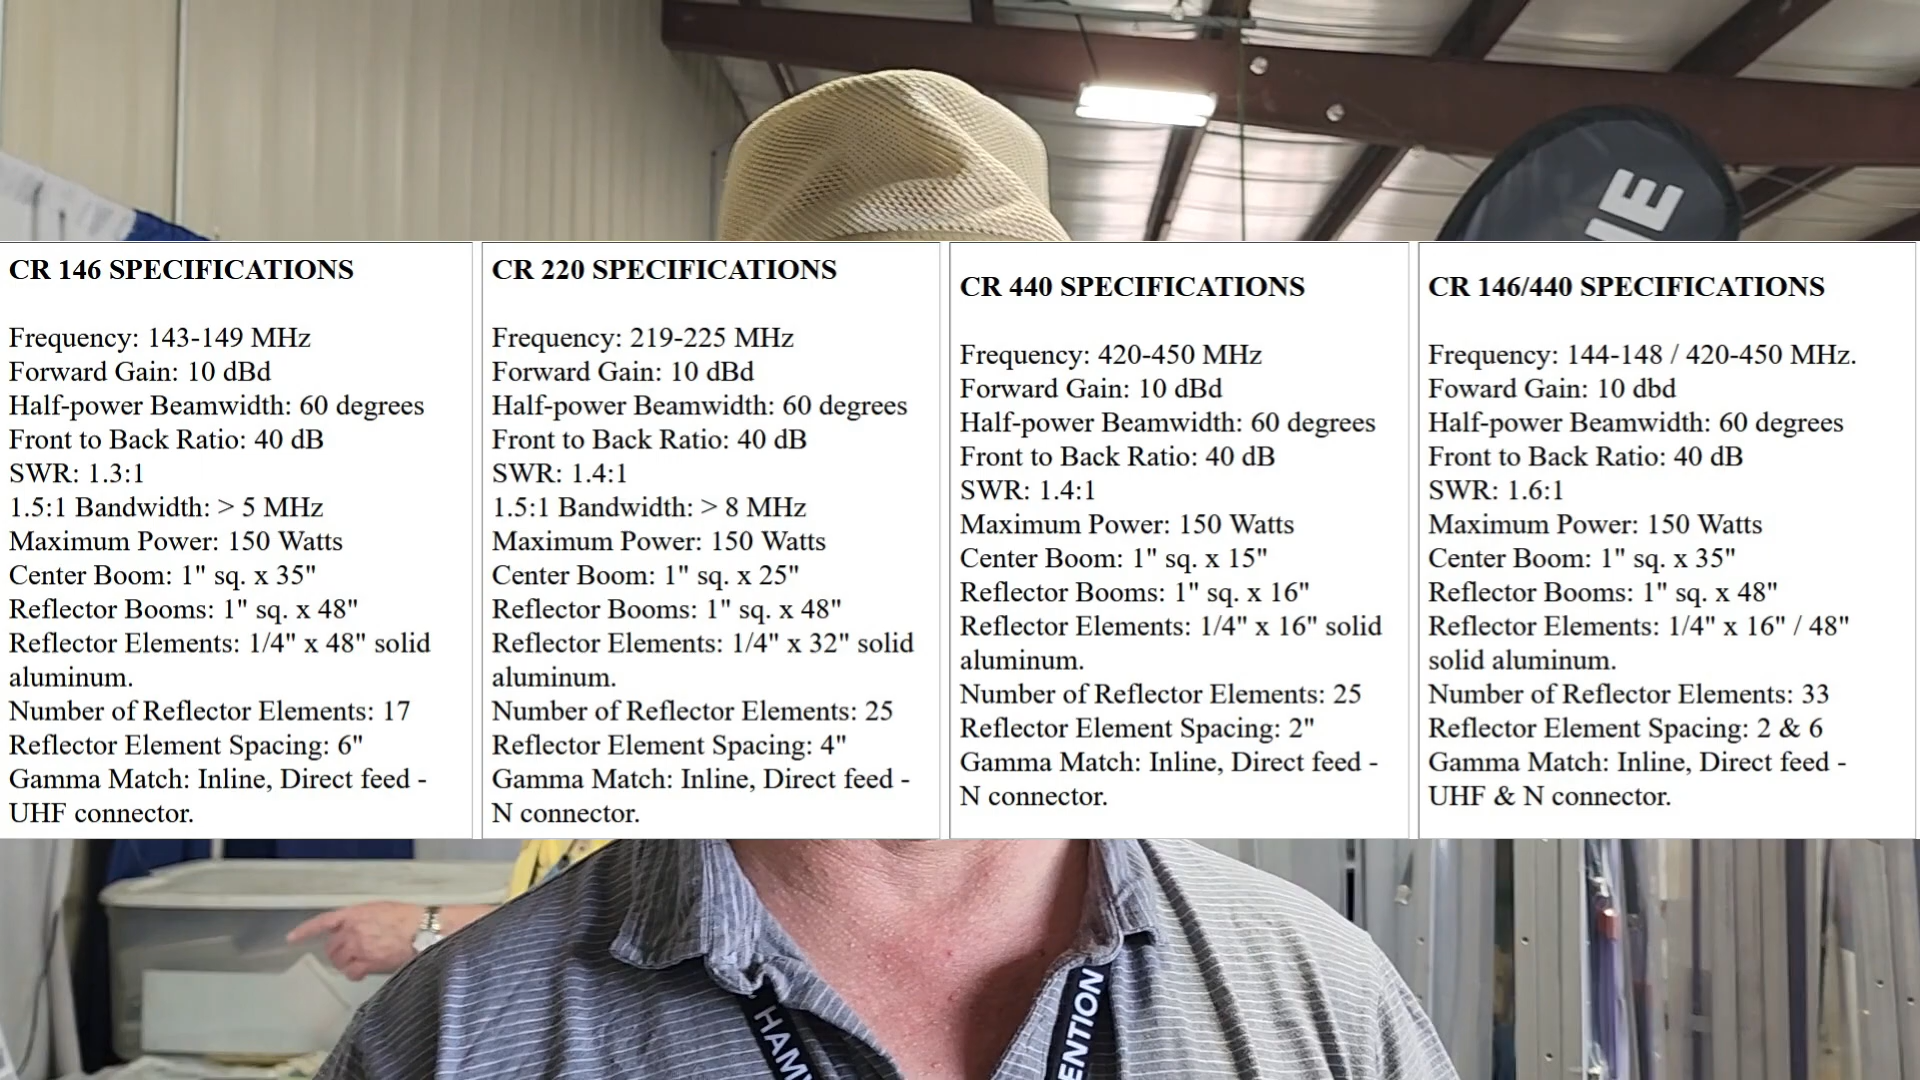 IE
CR 146 SPECIFICATIONS
Frequency: 143-149 MHz
Forward Gain: 10 dBd
Half-power Beamwidth: 60 degrees
Front to Back Ratio: 40 dB
SWR: 1.3:1
1.5:1 Bandwidth: > 5 MHz
Maximum Power: 150 Watts
Center Boom: 1" sq. x 35"
Reflector Booms: 1" sq. x 48"
Reflector Elements: 1/4" x 48" solid
aluminum.
Number of Reflector Elements: 17
Reflector Element Spacing: 6"
Gamma Match: Inline, Direct feed -
UHF connector.
CR 220 SPECIFICATIONS
Frequency: 219-225 MHz
Forward Gain: 10 dBd
Half-power Beamwidth: 60 degrees
Front to Back Ratio: 40 dB
SWR: 1.4:1
1.5:1 Bandwidth: > 8 MHz
Maximum Power: 150 Watts
Center Boom: 1" sq. x 25"
Reflector Booms: 1" sq. x 48"
Reflector Elements: 1/4" x 32" solid
aluminum.
Number of Reflector Elements: 25
Reflector Element Spacing: 4"
Gamma Match: Inline, Direct feed -
N connector.
CR 440 SPECIFICATIONS
Frequency: 420-450 MHz
Forward Gain: 10 dBd
Half-power Beamwidth: 60 degrees
Front to Back Ratio: 40 dB
SWR: 1.4:1
Maximum Power: 150 Watts
Center Boom: 1" sq. x 15"
Reflector Booms: 1" sq. x 16"
Reflector Elements: 1/4" x 16" solid
aluminum.
Number of Reflector Elements: 25
Reflector Element Spacing: 2"
Gamma Match: Inline, Direct feed -
N connector.
CR 146/440 SPECIFICATIONS
Frequency: 144-148 / 420-450 MHz.
Foward Gain: 10 dbd
Half-power Beamwidth: 60 degrees
Front to Back Ratio: 40 dB
SWR: 1.6:1
Maximum Power: 150 Watts
Center Boom: 1" sq. x 35"
Reflector Booms: 1" sq. x 48"
Reflector Elements: 1/4" x 16" / 48"
solid aluminum.
Number of Reflector Elements: 33
Reflector Element Spacing: 2 & 6
Gamma Match: Inline, Direct feed -
UHF & N connector.
HAMV
ENTION